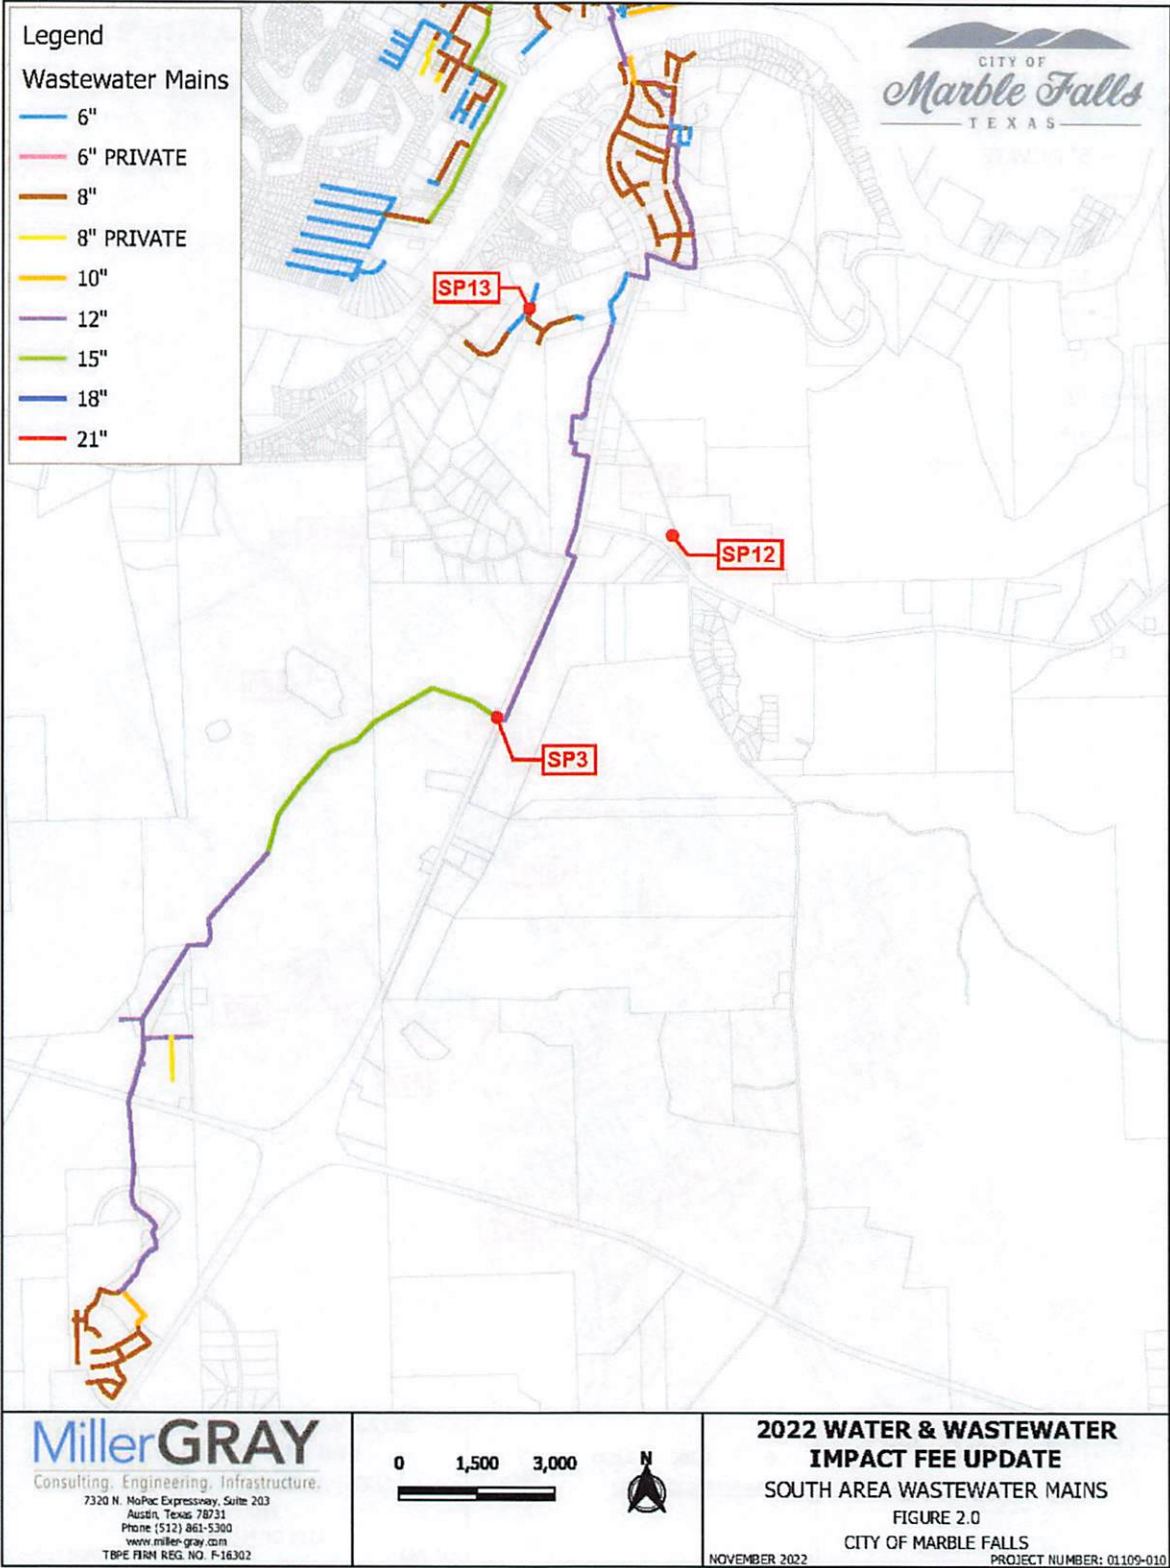 Legend
Wastewater Mains
6"
6" PRIVATE
8"
8" PRIVATE
10"
12"
15"
18"
21"
CITY OF
Marble Falls
TEXAS
SP13
SP12
SP3
MillerGRAY
Consulting. Engineering. Infrastructure.
7320 N. MoPac Expressway, Suite 203
Austin, Texas 78731
Phone (512) 861-5300
www.miller-gray.com
TBPE FIRM REG. NO. F-16302
0 1,500 3,000
N
2022 WATER & WASTEWATER
IMPACT FEE UPDATE
SOUTH AREA WASTEWATER MAINS
FIGURE 2.0
CITY OF MARBLE FALLS
NOVEMBER 2022 PROJECT NUMBER: 01109-010